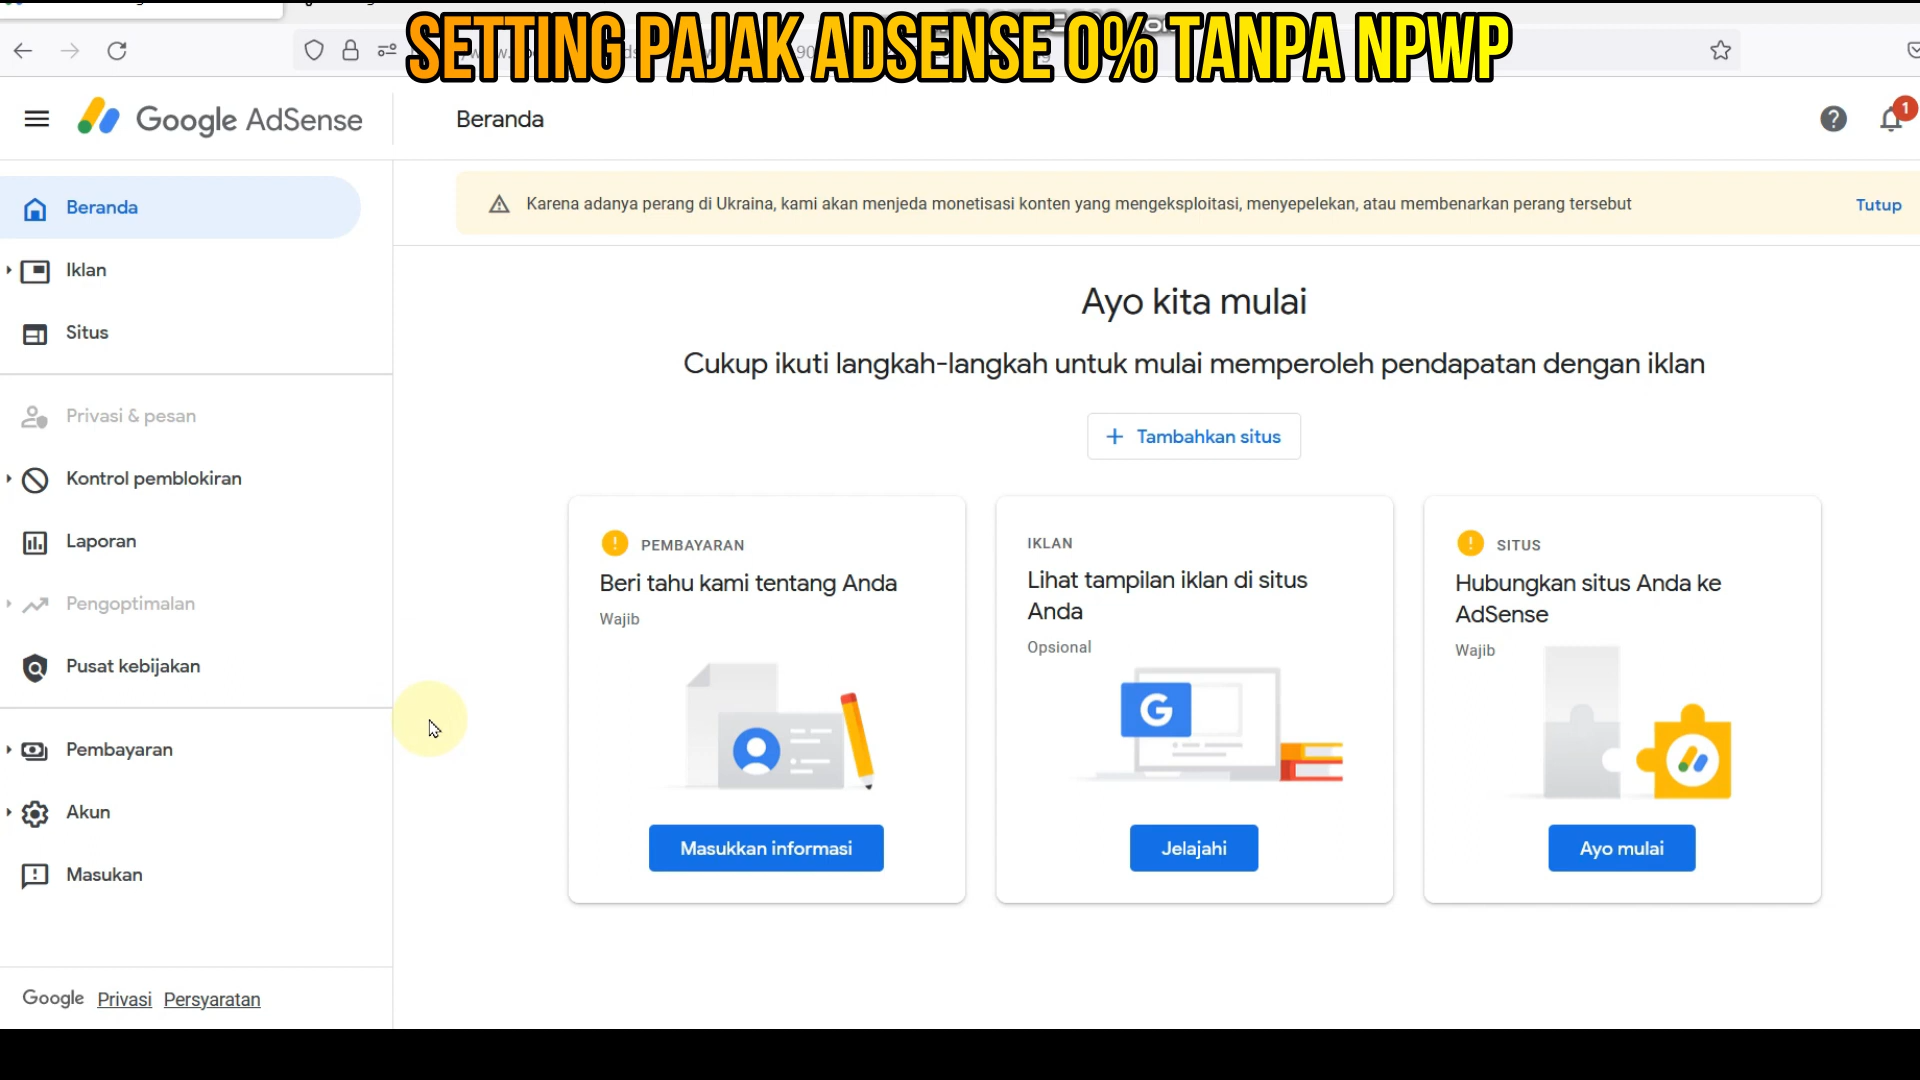 SETTING PAJAK ADSENSE 0% TANPA NPWP
Google AdSense
Beranda
1
Beranda
Iklan
Situs
Privasi & pesan
Kontrol pemblokiran
Laporan
Pengoptimalan
Pusat kebijakan
Pembayaran
Akun
Masukan
Google Privasi Persyaratan
Karena adanya perang di Ukraina, kami akan menjeda monetisasi konten yang mengeksploitasi, menyepelekan, atau membenarkan perang tersebut
Tutup
Ayo kita mulai
Cukup ikuti langkah-langkah untuk mulai memperoleh pendapatan dengan iklan
+ Tambahkan situs
PEMBAYARAN
Beri tahu kami tentang Anda
Wajib
Masukkan informasi
IKLAN
Lihat tampilan iklan di situs
Anda
Opsional
G
Jelajahi
SITUS
Hubungkan situs Anda ke
AdSense
Wajib
Ayo mulai